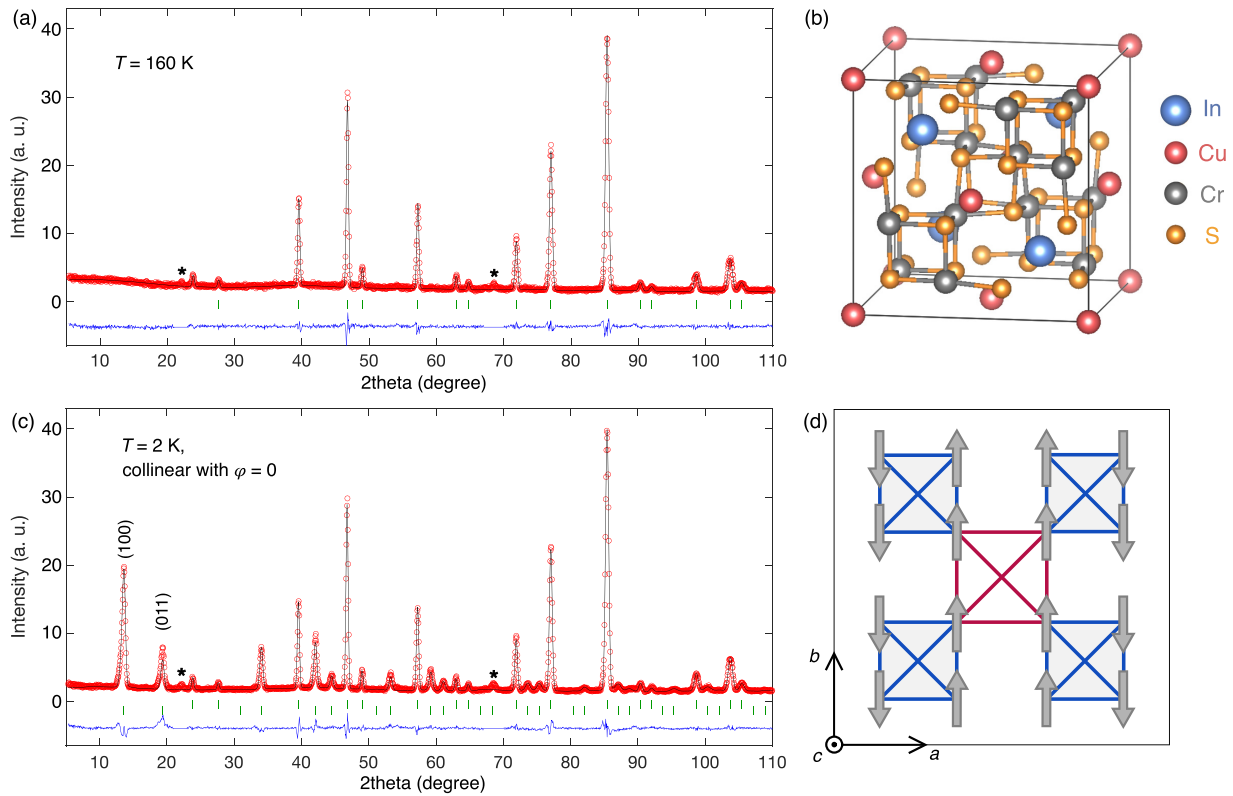 (a)
T = 160 K
Intensity (a. u.)
40
30
20
10
0
*
*
10 20 30 40 50 60 70 80 90 100 110
2theta (degree)
(b)
In
Cu
Cr
S
(c)
T = 2 K,
collinear with φ = 0
Intensity (a. u.)
40
30
20
10
0
(100)
(011)
*
*
10 20 30 40 50 60 70 80 90 100 110
2theta (degree)
(d)
b
c
a